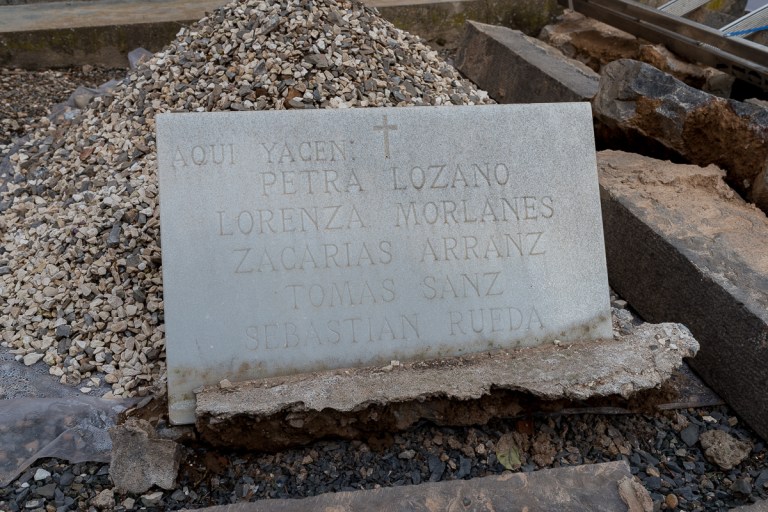 AQUI YACEN:
PETRA LOZANO
LORENZA MORLANES
ZACARIAS ARRANZ
TOMAS SANZ
SEBASTIAN RUEDA